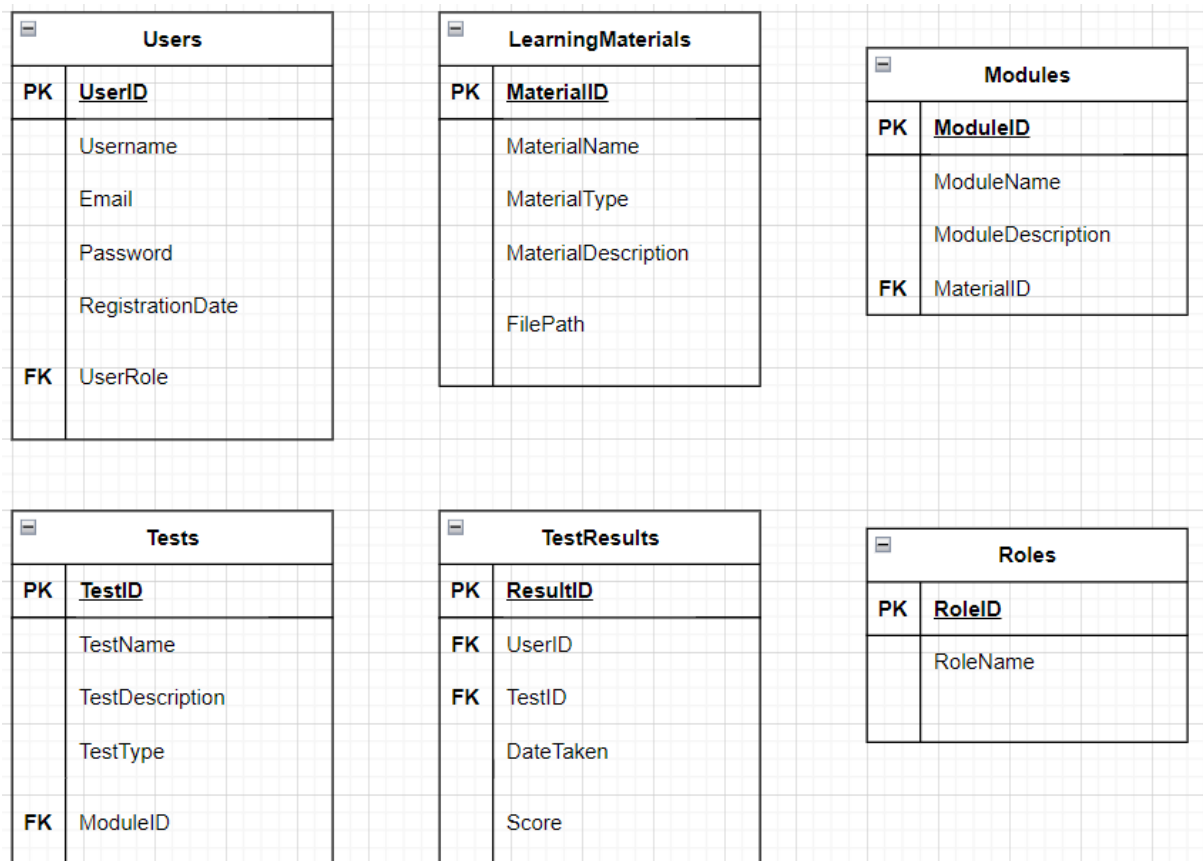 Users
PK UserID
Username
Email
Password
RegistrationDate
FK UserRole
LearningMaterials
PK MaterialID
MaterialName
MaterialType
MaterialDescription
FilePath
Modules
PK ModuleID
ModuleName
ModuleDescription
FK MaterialID
Tests
PK TestID
TestName
TestDescription
TestType
FK ModuleID
TestResults
PK ResultID
FK UserID
FK TestID
DateTaken
Score
Roles
PK RoleID
RoleName